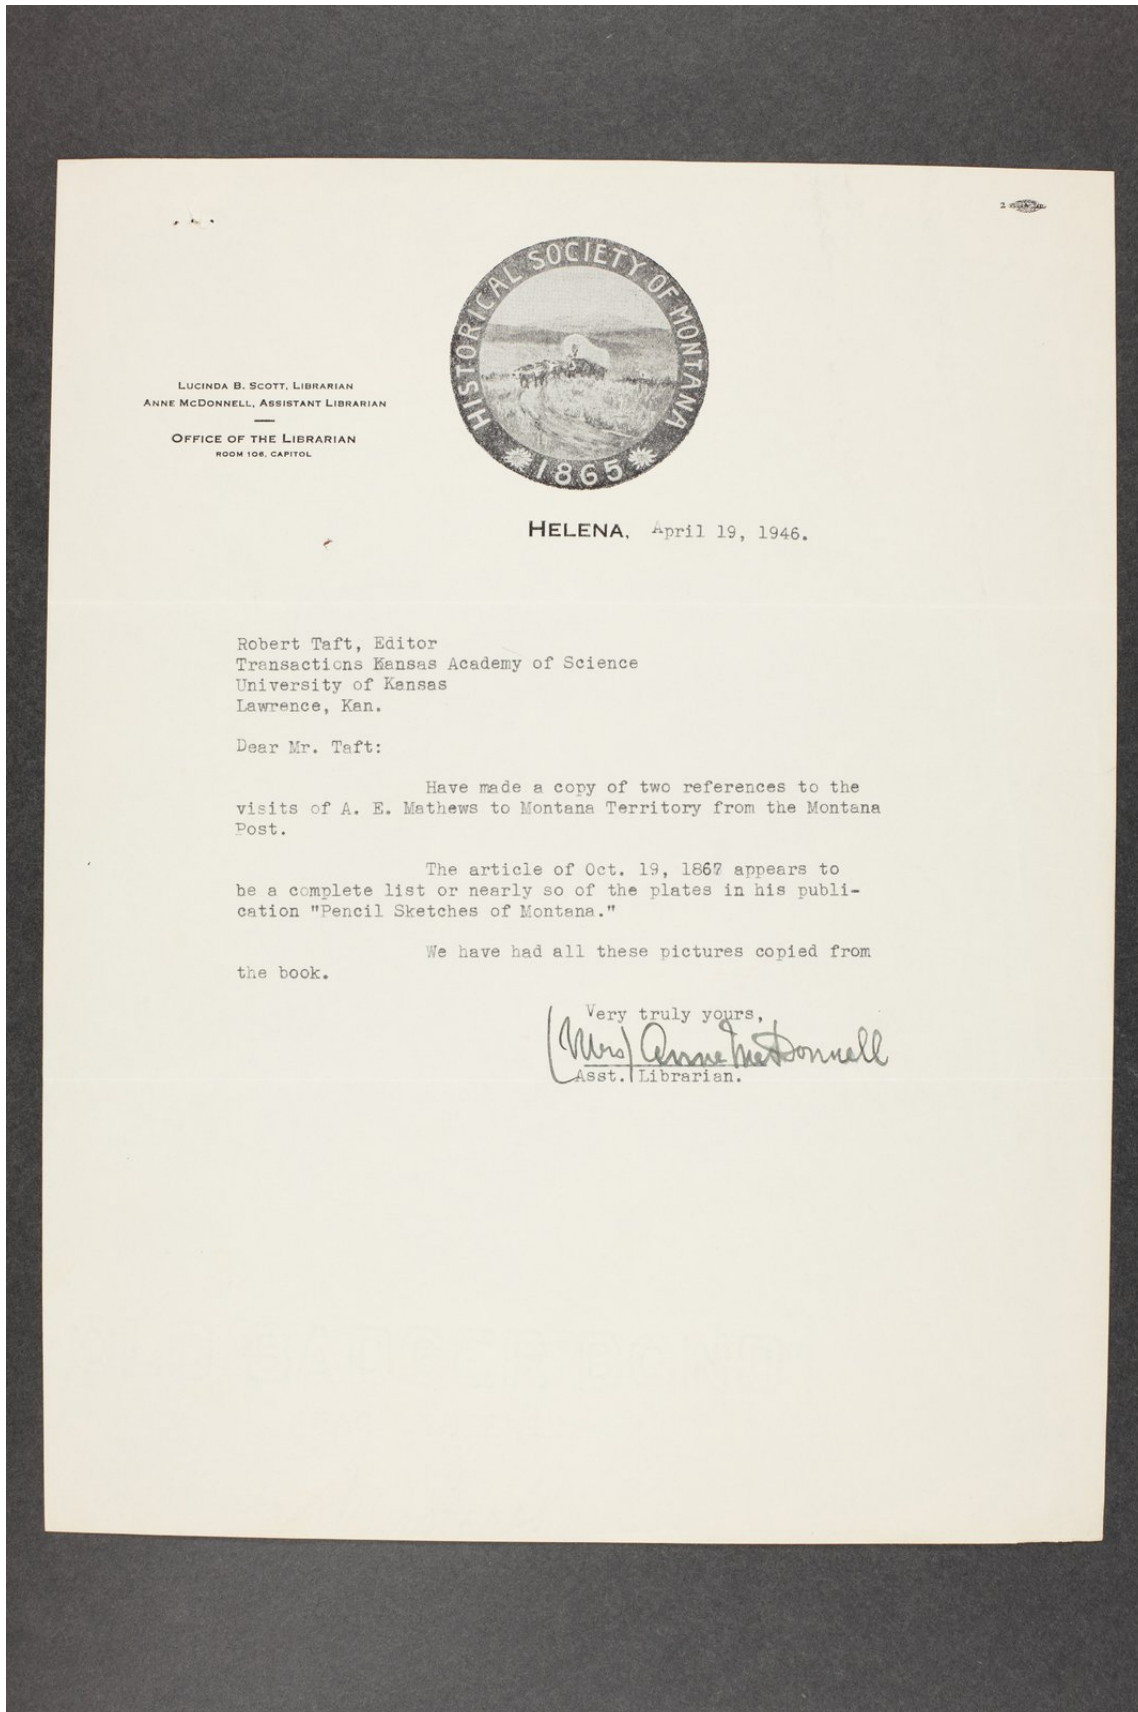 HISTORICAL SOCIETY OF MONTANA
1865
LUCINDA B. SCOTT, LIBRARIAN
ANNE MCDONNELL, ASSISTANT LIBRARIAN
OFFICE OF THE LIBRARIAN
ROOM 106, CAPITOL
HELENA, April 19, 1946.
Robert Taft, Editor
Transactions Kansas Academy of Science
University of Kansas
Lawrence, Kan.
Dear Mr. Taft:
Have made a copy of two references to the
visits of A. E. Mathews to Montana Territory from the Montana
Post.
The article of Oct. 19, 1867 appears to
be a complete list or nearly so of the plates in his publi-
cation "Pencil Sketches of Montana."
We have had all these pictures copied from
the book.
Very truly yours,
(Mrs) Anne McDonnell
Asst. Librarian.